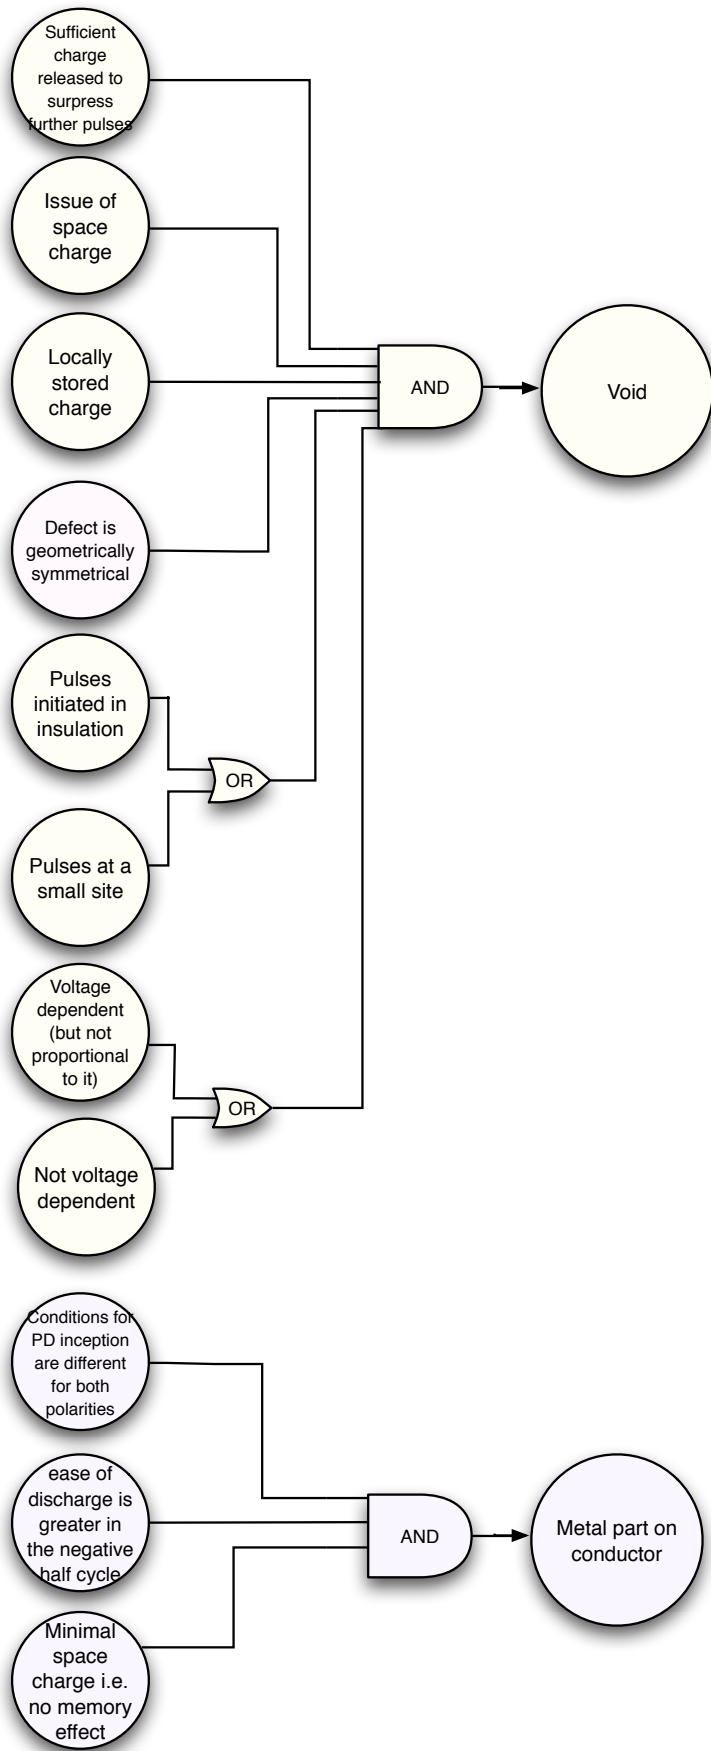 Sufficient
charge
released to
surpress
further pulses
Issue of
space
charge
Locally
stored
charge
AND
Void
Defect is
geometrically
symmetrical
Pulses
initiated in
insulation
OR
Pulses at a
small site
Voltage
dependent
(but not
proportional
to it)
OR
Not voltage
dependent
Conditions for
PD inception
are different
for both
polarities
ease of
discharge is
greater in
the negative
half cycle
AND
Metal part on
conductor
Minimal
space
charge i.e.
no memory
effect